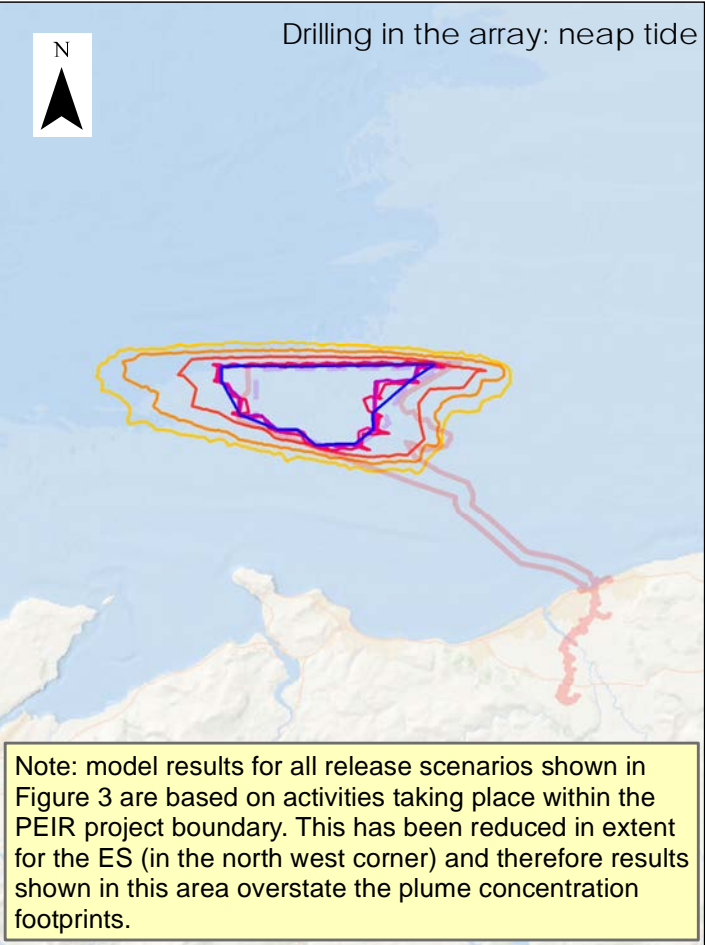 Drilling in the array: neap tide
N
Note: model results for all release scenarios shown in
Figure 3 are based on activities taking place within the
PEIR project boundary. This has been reduced in extent
for the ES (in the north west corner) and therefore results
shown in this area overstate the plume concentration
footprints.